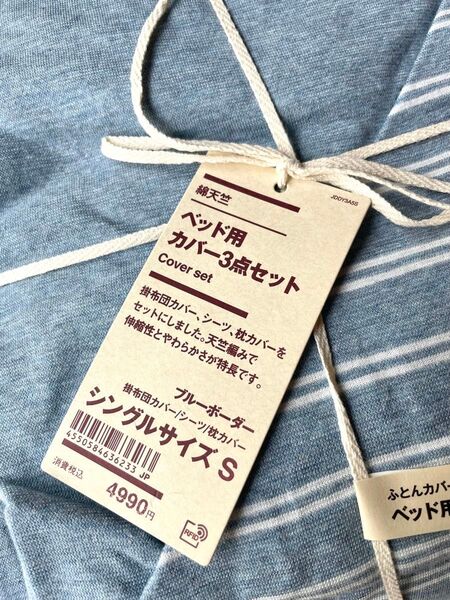 JODY3A5S
綿天竺
ベッド用
カバー3点セット
Cover set
掛布団カバー、シーツ、枕カバーを
セットにしました。天竺編みで
伸縮性とやわらかさが特長です。
ブルーボーダー
掛布団カバー/シーツ/枕カバー
シングルサイズ S
4550584636233 JP
消費税込
4990円
RFID
ふとんカバー
ベッド用